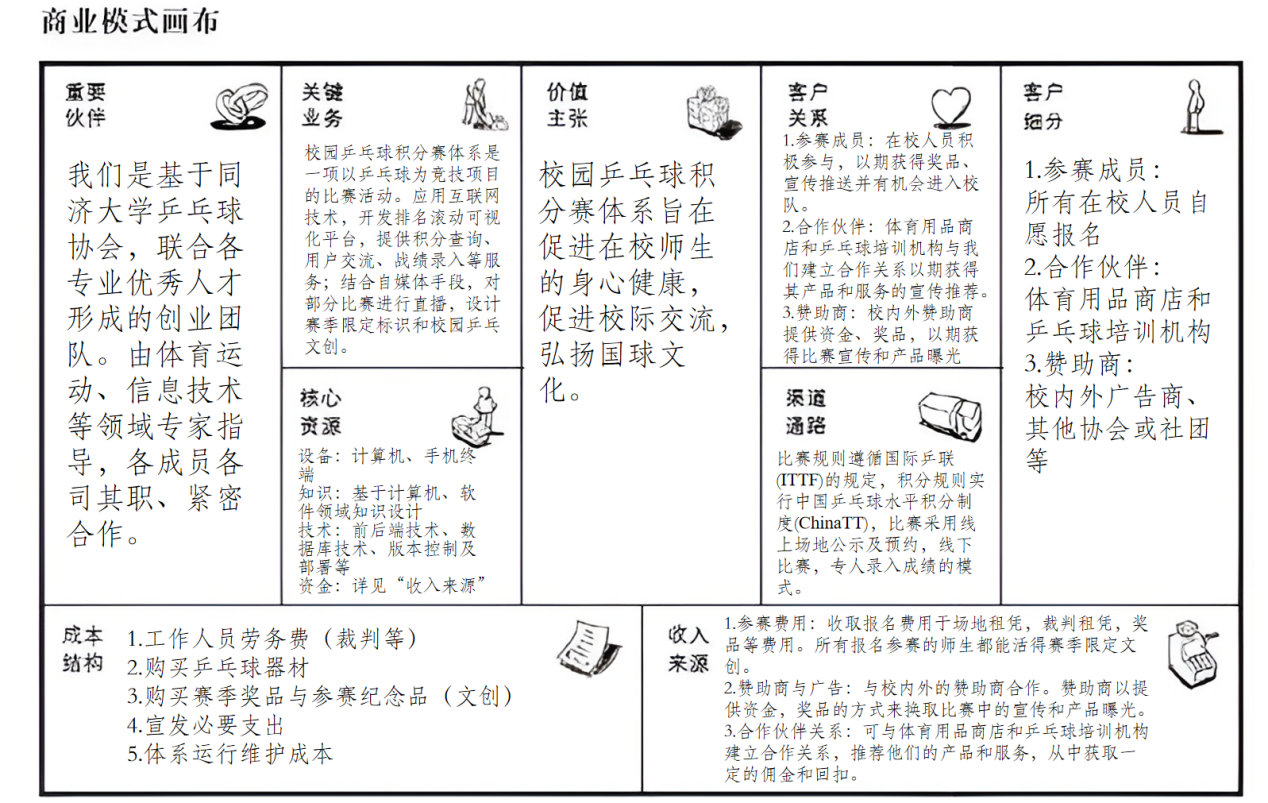 商业模式画布
重要
伙伴
我们是基于同
济大学乒乓球
协会，联合各
专业优秀人才
形成的创业团
队。由体育运
动、信息技术
等领域专家指
导，各成员各
司其职、紧密
合作。
关键
业务
校园乒乓球积分赛体系是
一项以乒乓球为竞技项目
的比赛活动。应用互联网
技术，开发排名滚动可视
化平台，提供积分查询、
用户交流、战绩录入等服
务；结合自媒体手段，对
部分比赛进行直播，设计
赛季限定标识和校园乒乓
文创。
核心
资源
设备：计算机、手机终
端
知识：基于计算机、软
件领域知识设计
技术：前后端技术、数
据库技术、版本控制及
部署等
资金：详见“收入来源”
价值
主张
校园乒乓球积
分赛体系旨在
促进在校师生
的身心健康，
促进校际交流，
弘扬国球文
化。
客户
关系
1.参赛成员：在校人员积
极参与，以期获得奖品、
宣传推送并有机会进入校
队。
2.合作伙伴：体育用品商
店和乒乓球培训机构与我
们建立合作关系以期获得
其产品和服务的宣传推荐。
3.赞助商：校内外赞助商
提供资金、奖品，以期获
得比赛宣传和产品曝光
渠道
通路
比赛规则遵循国际乒联
(ITTF)的规定，积分规则实
行中国乒乓球水平积分制
度(ChinaTT)，比赛采用线
上场地公示及预约，线下
比赛，专人录入成绩的模
式。
客户
细分
1.参赛成员：
所有在校人员自
愿报名
2.合作伙伴：
体育用品商店和
乒乓球培训机构
3.赞助商：
校内外广告商、
其他协会或社团
等
成本
结构
1.工作人员劳务费（裁判等）
2.购买乒乓球器材
3.购买赛季奖品与参赛纪念品（文创）
4.宣发必要支出
5.体系运行维护成本
收入
来源
1.参赛费用：收取报名费用于场地租凭，裁判租凭，奖
品等费用。所有报名参赛的师生都能活得赛季限定文
创。
2.赞助商与广告：与校内外的赞助商合作。赞助商以提
供资金，奖品的方式来换取比赛中的宣传和产品曝光。
3.合作伙伴关系：可与体育用品商店和乒乓球培训机构
建立合作关系，推荐他们的产品和服务，从中获取一
定的佣金和回扣。